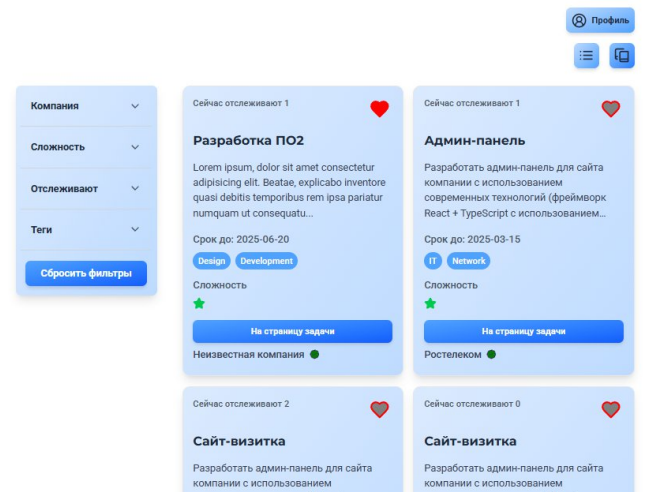 Профиль
Компания
Сложность
Отслеживают
Теги
Сбросить фильтры
Сейчас отслеживают 1
Разработка ПО2
Lorem ipsum, dolor sit amet consectetur
adipisicing elit. Beatae, explicabo inventore
quasi debitis temporibus rem ipsa pariatur
numquam ut consequatu...
Срок до: 2025-06-20
Design Development
Сложность
На страницу задачи
Неизвестная компания
Сейчас отслеживают 1
Админ-панель
Разработать админ-панель для сайта
компании с использованием
современных технологий (фреймворк
React + TypeScript с использованием...
Срок до: 2025-03-15
IT Network
Сложность
На страницу задачи
Ростелеком
Сейчас отслеживают 2
Сайт-визитка
Разработать админ-панель для сайта
компании с использованием
Сейчас отслеживают 0
Сайт-визитка
Разработать админ-панель для сайта
компании с использованием